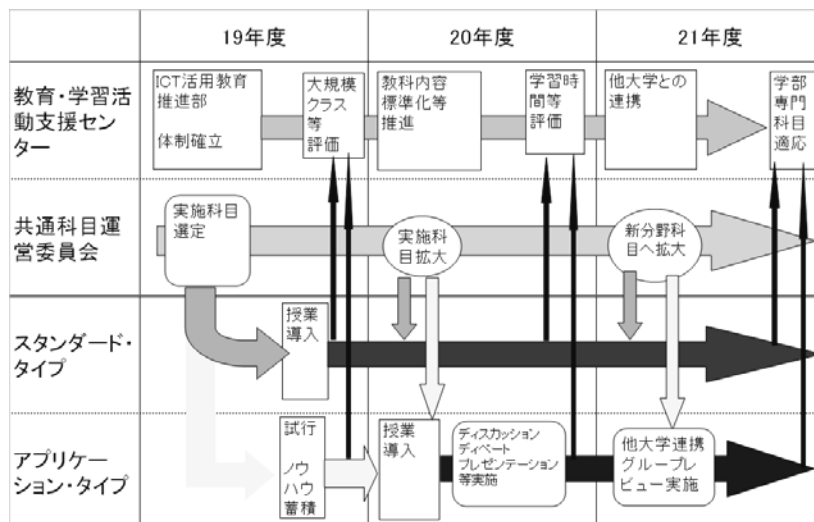 19年度
20年度
21年度
教育・学習活
動支援セン
ター
ICT活用教育
推進部
体制確立
大規模
クラス
等
評価
教科内容
標準化等
推進
学習時
間等
評価
他大学との
連携
学部
専門
科目
適応
共通科目運
営委員会
実施科目
選定
実施科
目拡大
新分野科
目へ拡大
スタンダード・
タイプ
授業
導入
アプリケー
ション・タイプ
試行
ノウ
ハウ
蓄積
授業
導入
ディスカッション
ディベート
プレゼンテーション
等実施
他大学連携
グループレ
ビュー実施